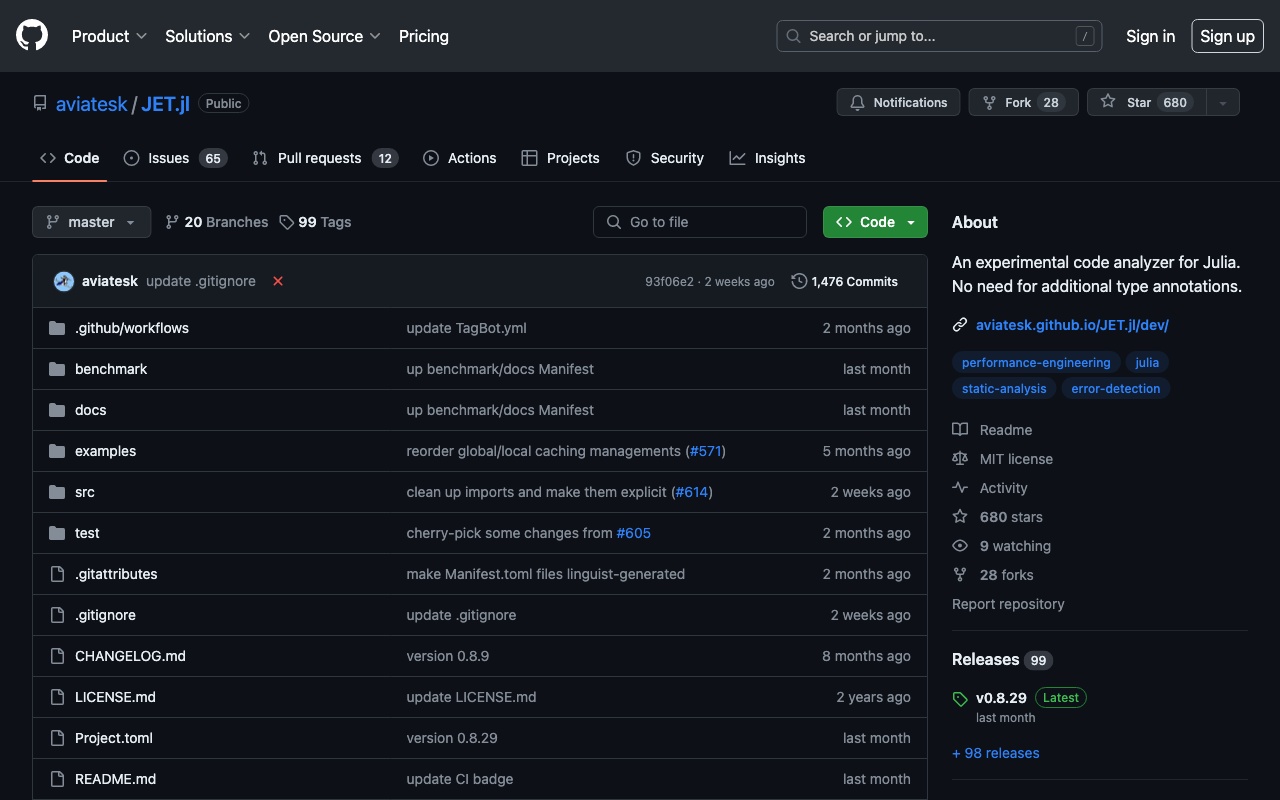 Product Solutions Open Source Pricing Search or jump to... / Sign in Sign up
aviatesk / JET.jl Public Notifications Fork 28 Star 680
Code Issues 65 Pull requests 12 Actions Projects Security Insights
master 20 Branches 99 Tags Go to file Code
aviatesk update .gitignore 93f06e2 · 2 weeks ago 1,476 Commits
.github/workflows update TagBot.yml 2 months ago
benchmark up benchmark/docs Manifest last month
docs up benchmark/docs Manifest last month
examples reorder global/local caching managements (#571) 5 months ago
src clean up imports and make them explicit (#614) 2 weeks ago
test cherry-pick some changes from #605 2 months ago
.gitattributes make Manifest.toml files linguist-generated 2 months ago
.gitignore update .gitignore 2 weeks ago
CHANGELOG.md version 0.8.9 8 months ago
LICENSE.md update LICENSE.md 2 years ago
Project.toml version 0.8.29 last month
README.md update CI badge last month
About
An experimental code analyzer for Julia.
No need for additional type annotations.
aviatesk.github.io/JET.jl/dev/
performance-engineering julia
static-analysis error-detection
Readme
MIT license
Activity
680 stars
9 watching
28 forks
Report repository
Releases 99
v0.8.29 Latest
last month
+ 98 releases